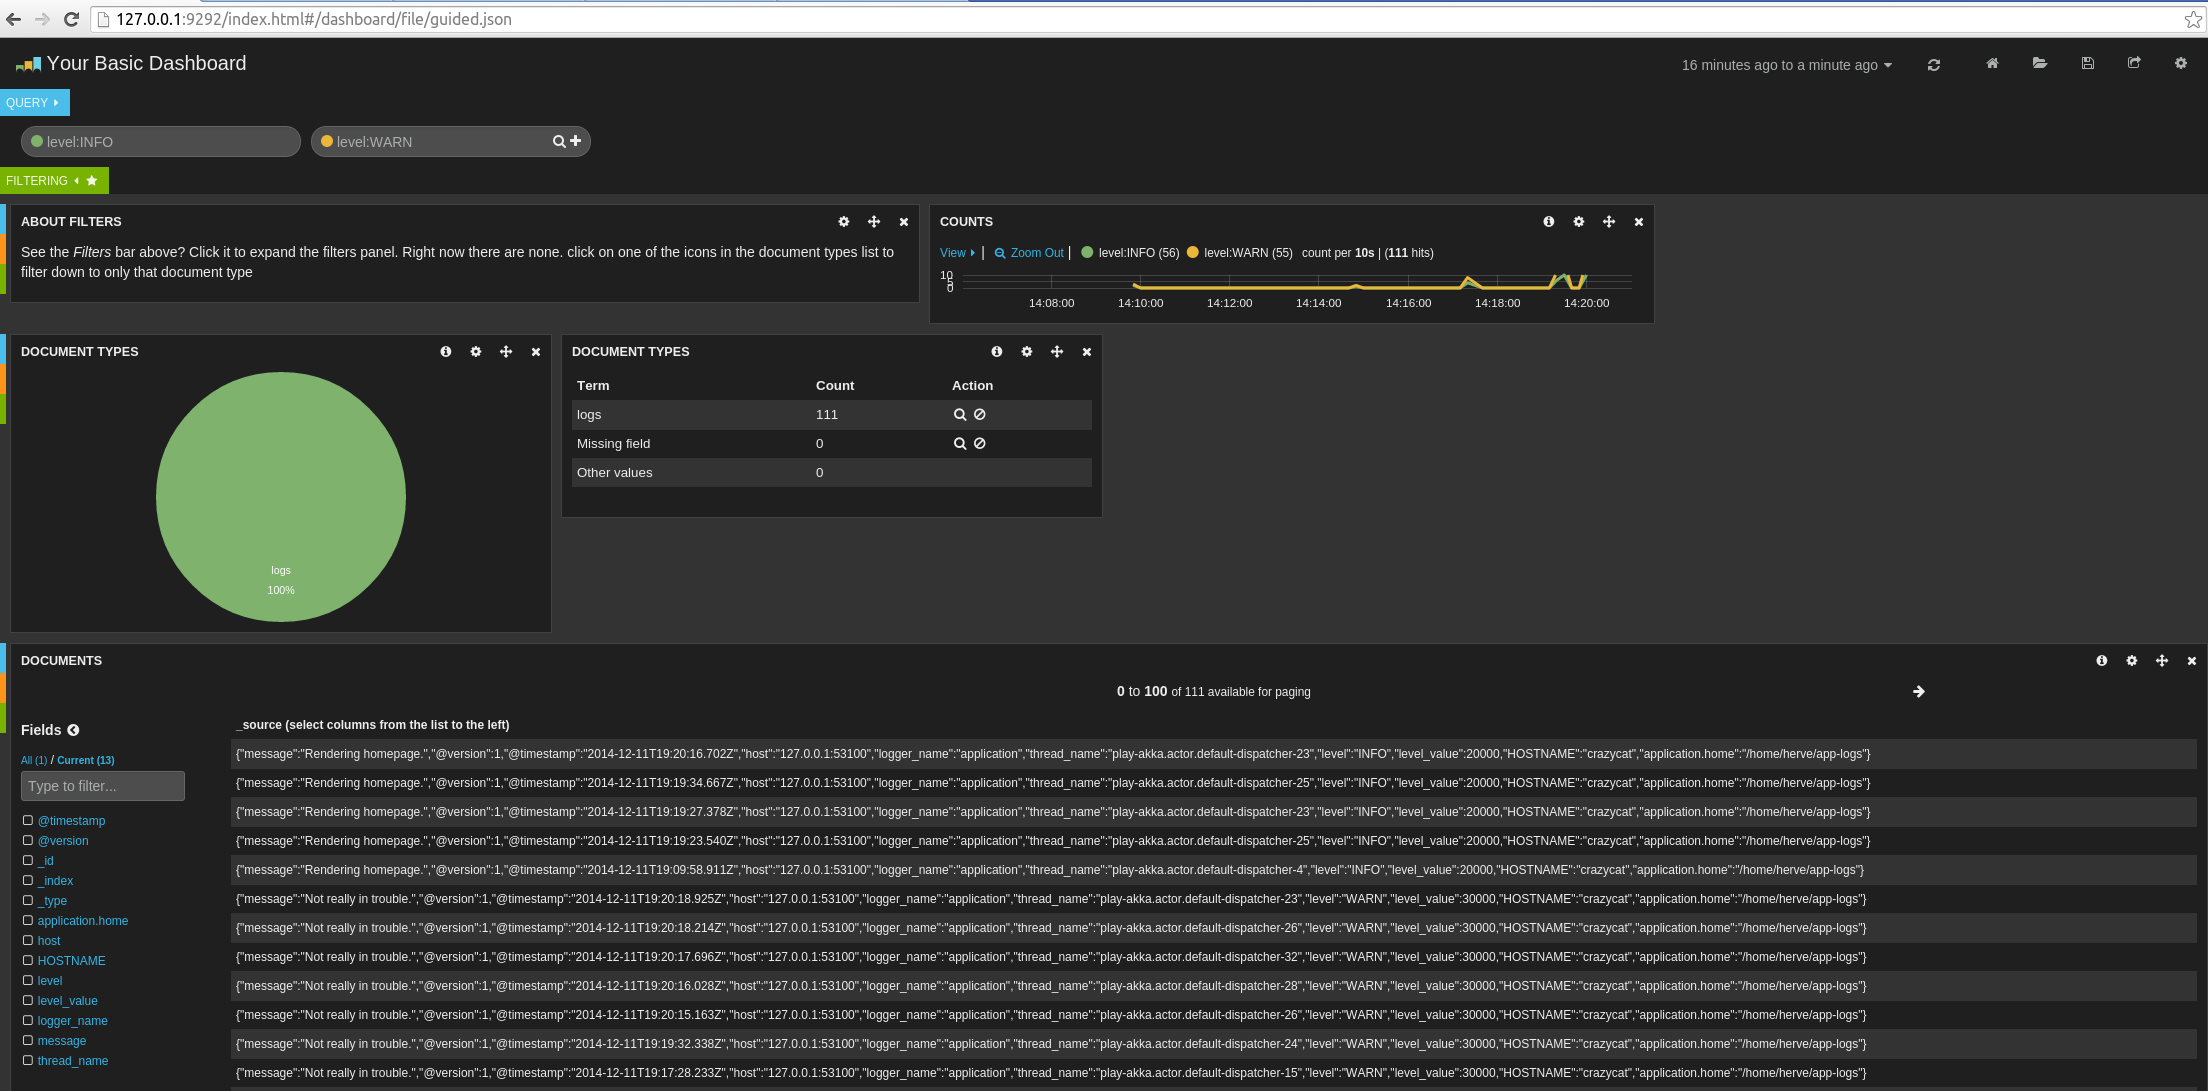 127.0.0.1:9292/index.html#/dashboard/file/guided.json
Your Basic Dashboard
16 minutes ago to a minute ago
QUERY
level:INFO
level:WARN
FILTERING
ABOUT FILTERS
See the Filters bar above? Click it to expand the filters panel. Right now there are none. click on one of the icons in the document types list to
filter down to only that document type
COUNTS
View | Zoom Out | level:INFO (56) level:WARN (55) count per 10s | (111 hits)
10
5
0
14:08:00 14:10:00 14:12:00 14:14:00 14:16:00 14:18:00 14:20:00
DOCUMENT TYPES
logs
100%
DOCUMENT TYPES
Term Count Action
logs 111
Missing field 0
Other values 0
DOCUMENTS
0 to 100 of 111 available for paging
Fields
All (1) / Current (13)
Type to filter...
@timestamp
@version
_id
_index
_type
application.home
host
HOSTNAME
level
level_value
logger_name
message
thread_name
_source (select columns from the list to the left)
{"message":"Rendering homepage.","@version":1,"@timestamp":"2014-12-11T19:20:16.702Z","host":"127.0.0.1:53100","logger_name":"application","thread_name":"play-akka.actor.default-dispatcher-23","level":"INFO","level_value":20000,"HOSTNAME":"crazycat","application.home":"/home/herve/app-logs"}
{"message":"Rendering homepage.","@version":1,"@timestamp":"2014-12-11T19:19:34.667Z","host":"127.0.0.1:53100","logger_name":"application","thread_name":"play-akka.actor.default-dispatcher-25","level":"INFO","level_value":20000,"HOSTNAME":"crazycat","application.home":"/home/herve/app-logs"}
{"message":"Rendering homepage.","@version":1,"@timestamp":"2014-12-11T19:19:27.378Z","host":"127.0.0.1:53100","logger_name":"application","thread_name":"play-akka.actor.default-dispatcher-23","level":"INFO","level_value":20000,"HOSTNAME":"crazycat","application.home":"/home/herve/app-logs"}
{"message":"Rendering homepage.","@version":1,"@timestamp":"2014-12-11T19:19:23.540Z","host":"127.0.0.1:53100","logger_name":"application","thread_name":"play-akka.actor.default-dispatcher-25","level":"INFO","level_value":20000,"HOSTNAME":"crazycat","application.home":"/home/herve/app-logs"}
{"message":"Rendering homepage.","@version":1,"@timestamp":"2014-12-11T19:09:58.911Z","host":"127.0.0.1:53100","logger_name":"application","thread_name":"play-akka.actor.default-dispatcher-4","level":"INFO","level_value":20000,"HOSTNAME":"crazycat","application.home":"/home/herve/app-logs"}
{"message":"Not really in trouble.","@version":1,"@timestamp":"2014-12-11T19:20:18.925Z","host":"127.0.0.1:53100","logger_name":"application","thread_name":"play-akka.actor.default-dispatcher-23","level":"WARN","level_value":30000,"HOSTNAME":"crazycat","application.home":"/home/herve/app-logs"}
{"message":"Not really in trouble.","@version":1,"@timestamp":"2014-12-11T19:20:18.214Z","host":"127.0.0.1:53100","logger_name":"application","thread_name":"play-akka.actor.default-dispatcher-26","level":"WARN","level_value":30000,"HOSTNAME":"crazycat","application.home":"/home/herve/app-logs"}
{"message":"Not really in trouble.","@version":1,"@timestamp":"2014-12-11T19:20:17.696Z","host":"127.0.0.1:53100","logger_name":"application","thread_name":"play-akka.actor.default-dispatcher-32","level":"WARN","level_value":30000,"HOSTNAME":"crazycat","application.home":"/home/herve/app-logs"}
{"message":"Not really in trouble.","@version":1,"@timestamp":"2014-12-11T19:20:16.028Z","host":"127.0.0.1:53100","logger_name":"application","thread_name":"play-akka.actor.default-dispatcher-28","level":"WARN","level_value":30000,"HOSTNAME":"crazycat","application.home":"/home/herve/app-logs"}
{"message":"Not really in trouble.","@version":1,"@timestamp":"2014-12-11T19:20:15.163Z","host":"127.0.0.1:53100","logger_name":"application","thread_name":"play-akka.actor.default-dispatcher-26","level":"WARN","level_value":30000,"HOSTNAME":"crazycat","application.home":"/home/herve/app-logs"}
{"message":"Not really in trouble.","@version":1,"@timestamp":"2014-12-11T19:19:32.338Z","host":"127.0.0.1:53100","logger_name":"application","thread_name":"play-akka.actor.default-dispatcher-24","level":"WARN","level_value":30000,"HOSTNAME":"crazycat","application.home":"/home/herve/app-logs"}
{"message":"Not really in trouble.","@version":1,"@timestamp":"2014-12-11T19:17:28.233Z","host":"127.0.0.1:53100","logger_name":"application","thread_name":"play-akka.actor.default-dispatcher-15","level":"WARN","level_value":30000,"HOSTNAME":"crazycat","application.home":"/home/herve/app-logs"}